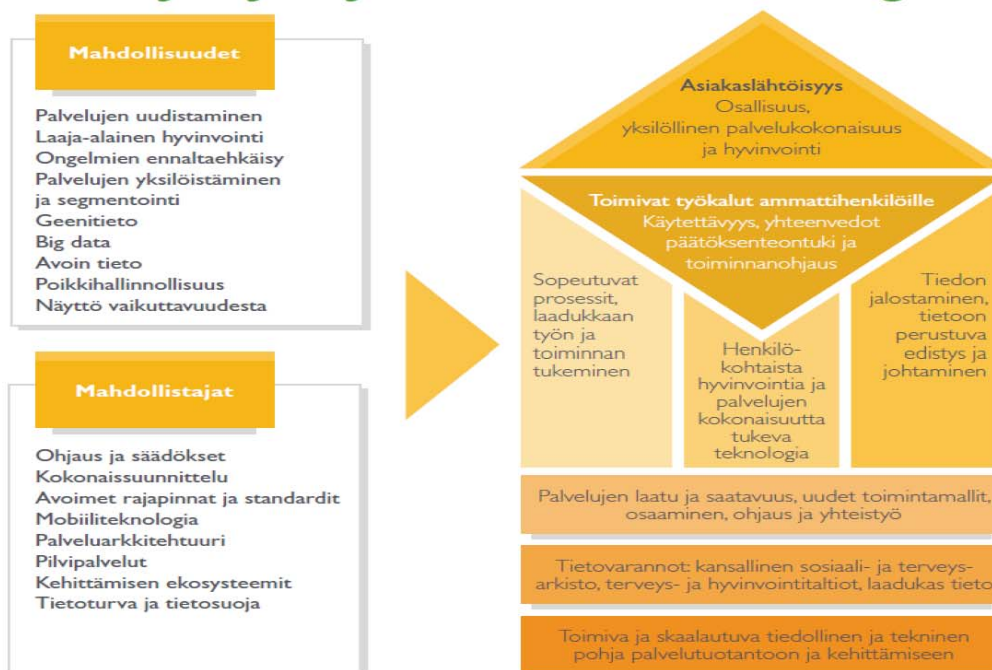 Mahdollisuudet
Palvelujen uudistaminen
Laaja-alainen hyvinvointi
Ongelmien ennaltaehkäisy
Palvelujen yksilöistäminen
ja segmentointi
Geenitieto
Big data
Avoin tieto
Poikkihallinnollisuus
Näyttö vaikuttavuudesta
Mahdollistajat
Ohjaus ja säädökset
Kokonaissuunnittelu
Avoimet rajapinnat ja standardit
Mobiiliteknologia
Palveluarkkitehtuuri
Pilvipalvelut
Kehittämisen ekosysteemit
Tietoturva ja tietosuoja
Asiakaslähtöisyys
Osallisuus,
yksilöllinen palvelukokonaisuus
ja hyvinvointi
Toimivat työkalut ammattihenkilöille
Käytettävyys, yhteenvedot
päätöksenteontuki ja
toiminnanohjaus
Sopeutuvat
prosessit,
laadukkaan
työn ja
toiminnan
tukeminen
Henkilö-
kohtaista
hyvinvointia ja
palvelujen
kokonaisuutta
tukeva
teknologia
Tiedon
jalostaminen,
tietoon
perustuva
edistys ja
johtaminen
Palvelujen laatu ja saatavuus, uudet toimintamallit,
osaaminen, ohjaus ja yhteistyö
Tietovarannot: kansallinen sosiaali- ja terveys-
arkisto, terveys- ja hyvinvointitaltiot, laadukas tieto
Toimiva ja skaalautuva tiedollinen ja tekninen
pohja palvelutuotantoon ja kehittämiseen